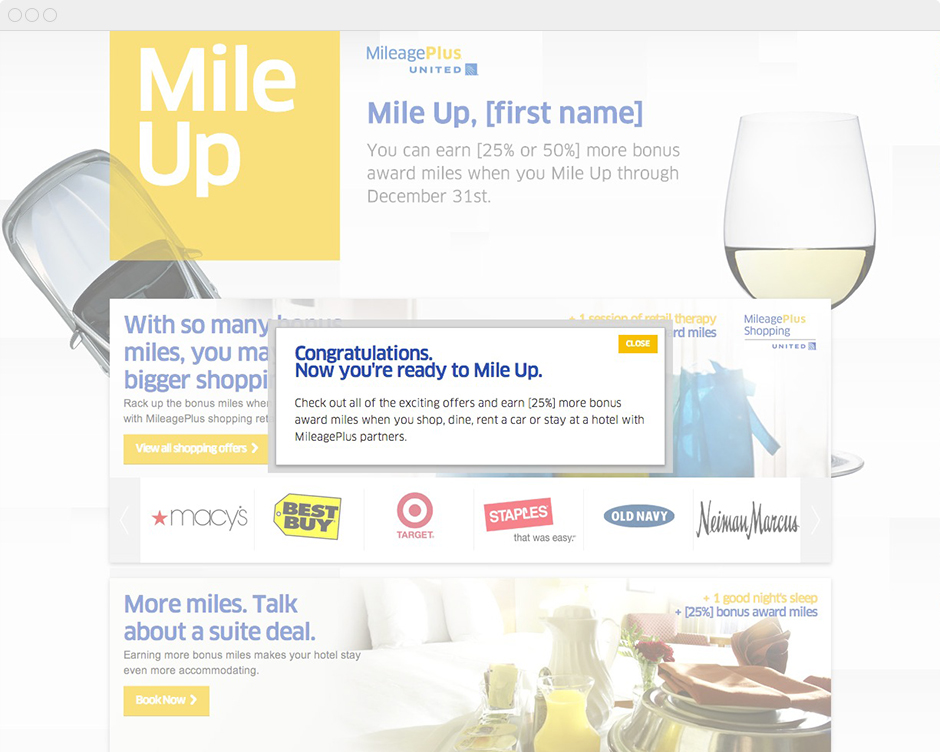 Mile
Up
MileagePlus
UNITED
Mile Up, [first name]
You can earn [25% or 50%] more bonus
award miles when you Mile Up through
December 31st.
With so many bonus
miles, you ma
bigger shoppi
Rack up the bonus miles whe
with MileagePlus shopping ret
View all shopping offers
+ 1 session of retail therapy
rd miles
MileagePlus
Shopping
UNITED
CLOSE
Congratulations.
Now you're ready to Mile Up.
Check out all of the exciting offers and earn [25%] more bonus
award miles when you shop, dine, rent a car or stay at a hotel with
MileagePlus partners.
macy's
BEST
BUY
TARGET.
STAPLES
that was easy.
OLD NAVY
Neiman Marcus
More miles. Talk
about a suite deal.
Earning more bonus miles makes your hotel stay
even more accommodating.
Book Now
+ 1 good night's sleep
+ [25%] bonus award miles